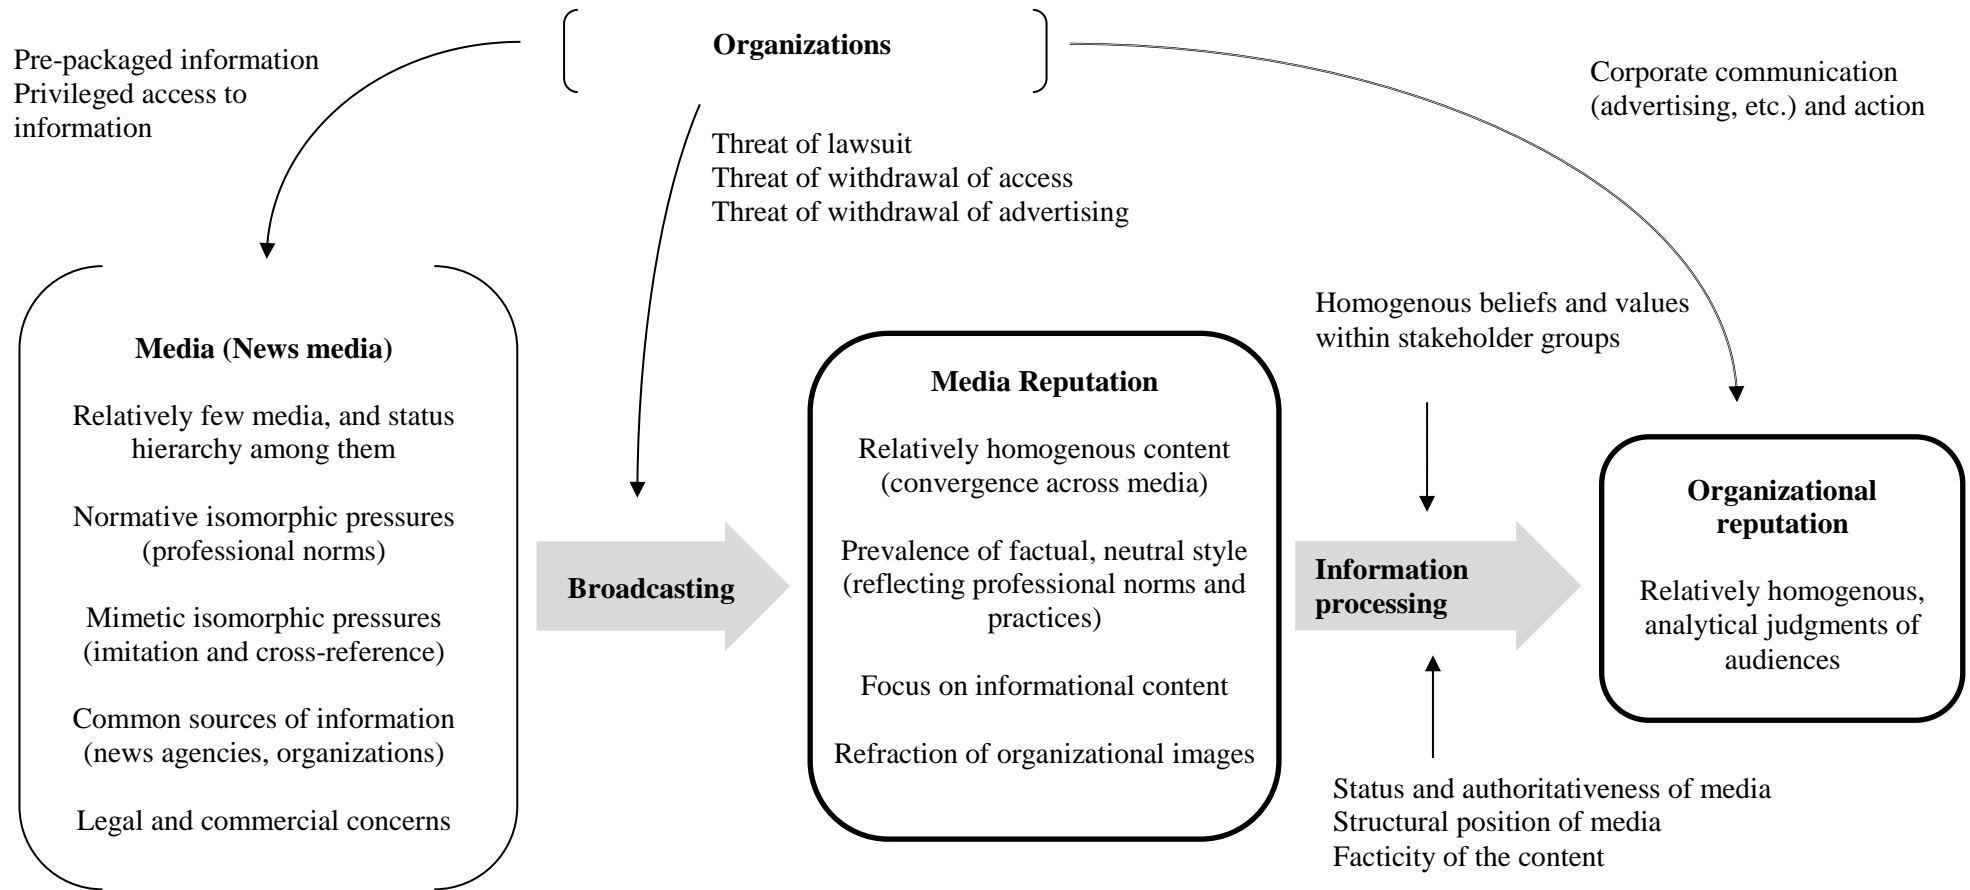 Organizations
Pre-packaged information
Privileged access to
information
Threat of lawsuit
Threat of withdrawal of access
Threat of withdrawal of advertising
Corporate communication
(advertising, etc.) and action
Media (News media)
Relatively few media, and status
hierarchy among them
Normative isomorphic pressures
(professional norms)
Mimetic isomorphic pressures
(imitation and cross-reference)
Common sources of information
(news agencies, organizations)
Legal and commercial concerns
Broadcasting
Media Reputation
Relatively homogenous content
(convergence across media)
Prevalence of factual, neutral style
(reflecting professional norms and
practices)
Focus on informational content
Refraction of organizational images
Homogenous beliefs and values
within stakeholder groups
Information
processing
Status and authoritativeness of media
Structural position of media
Facticity of the content
Organizational
reputation
Relatively homogenous,
analytical judgments of
audiences